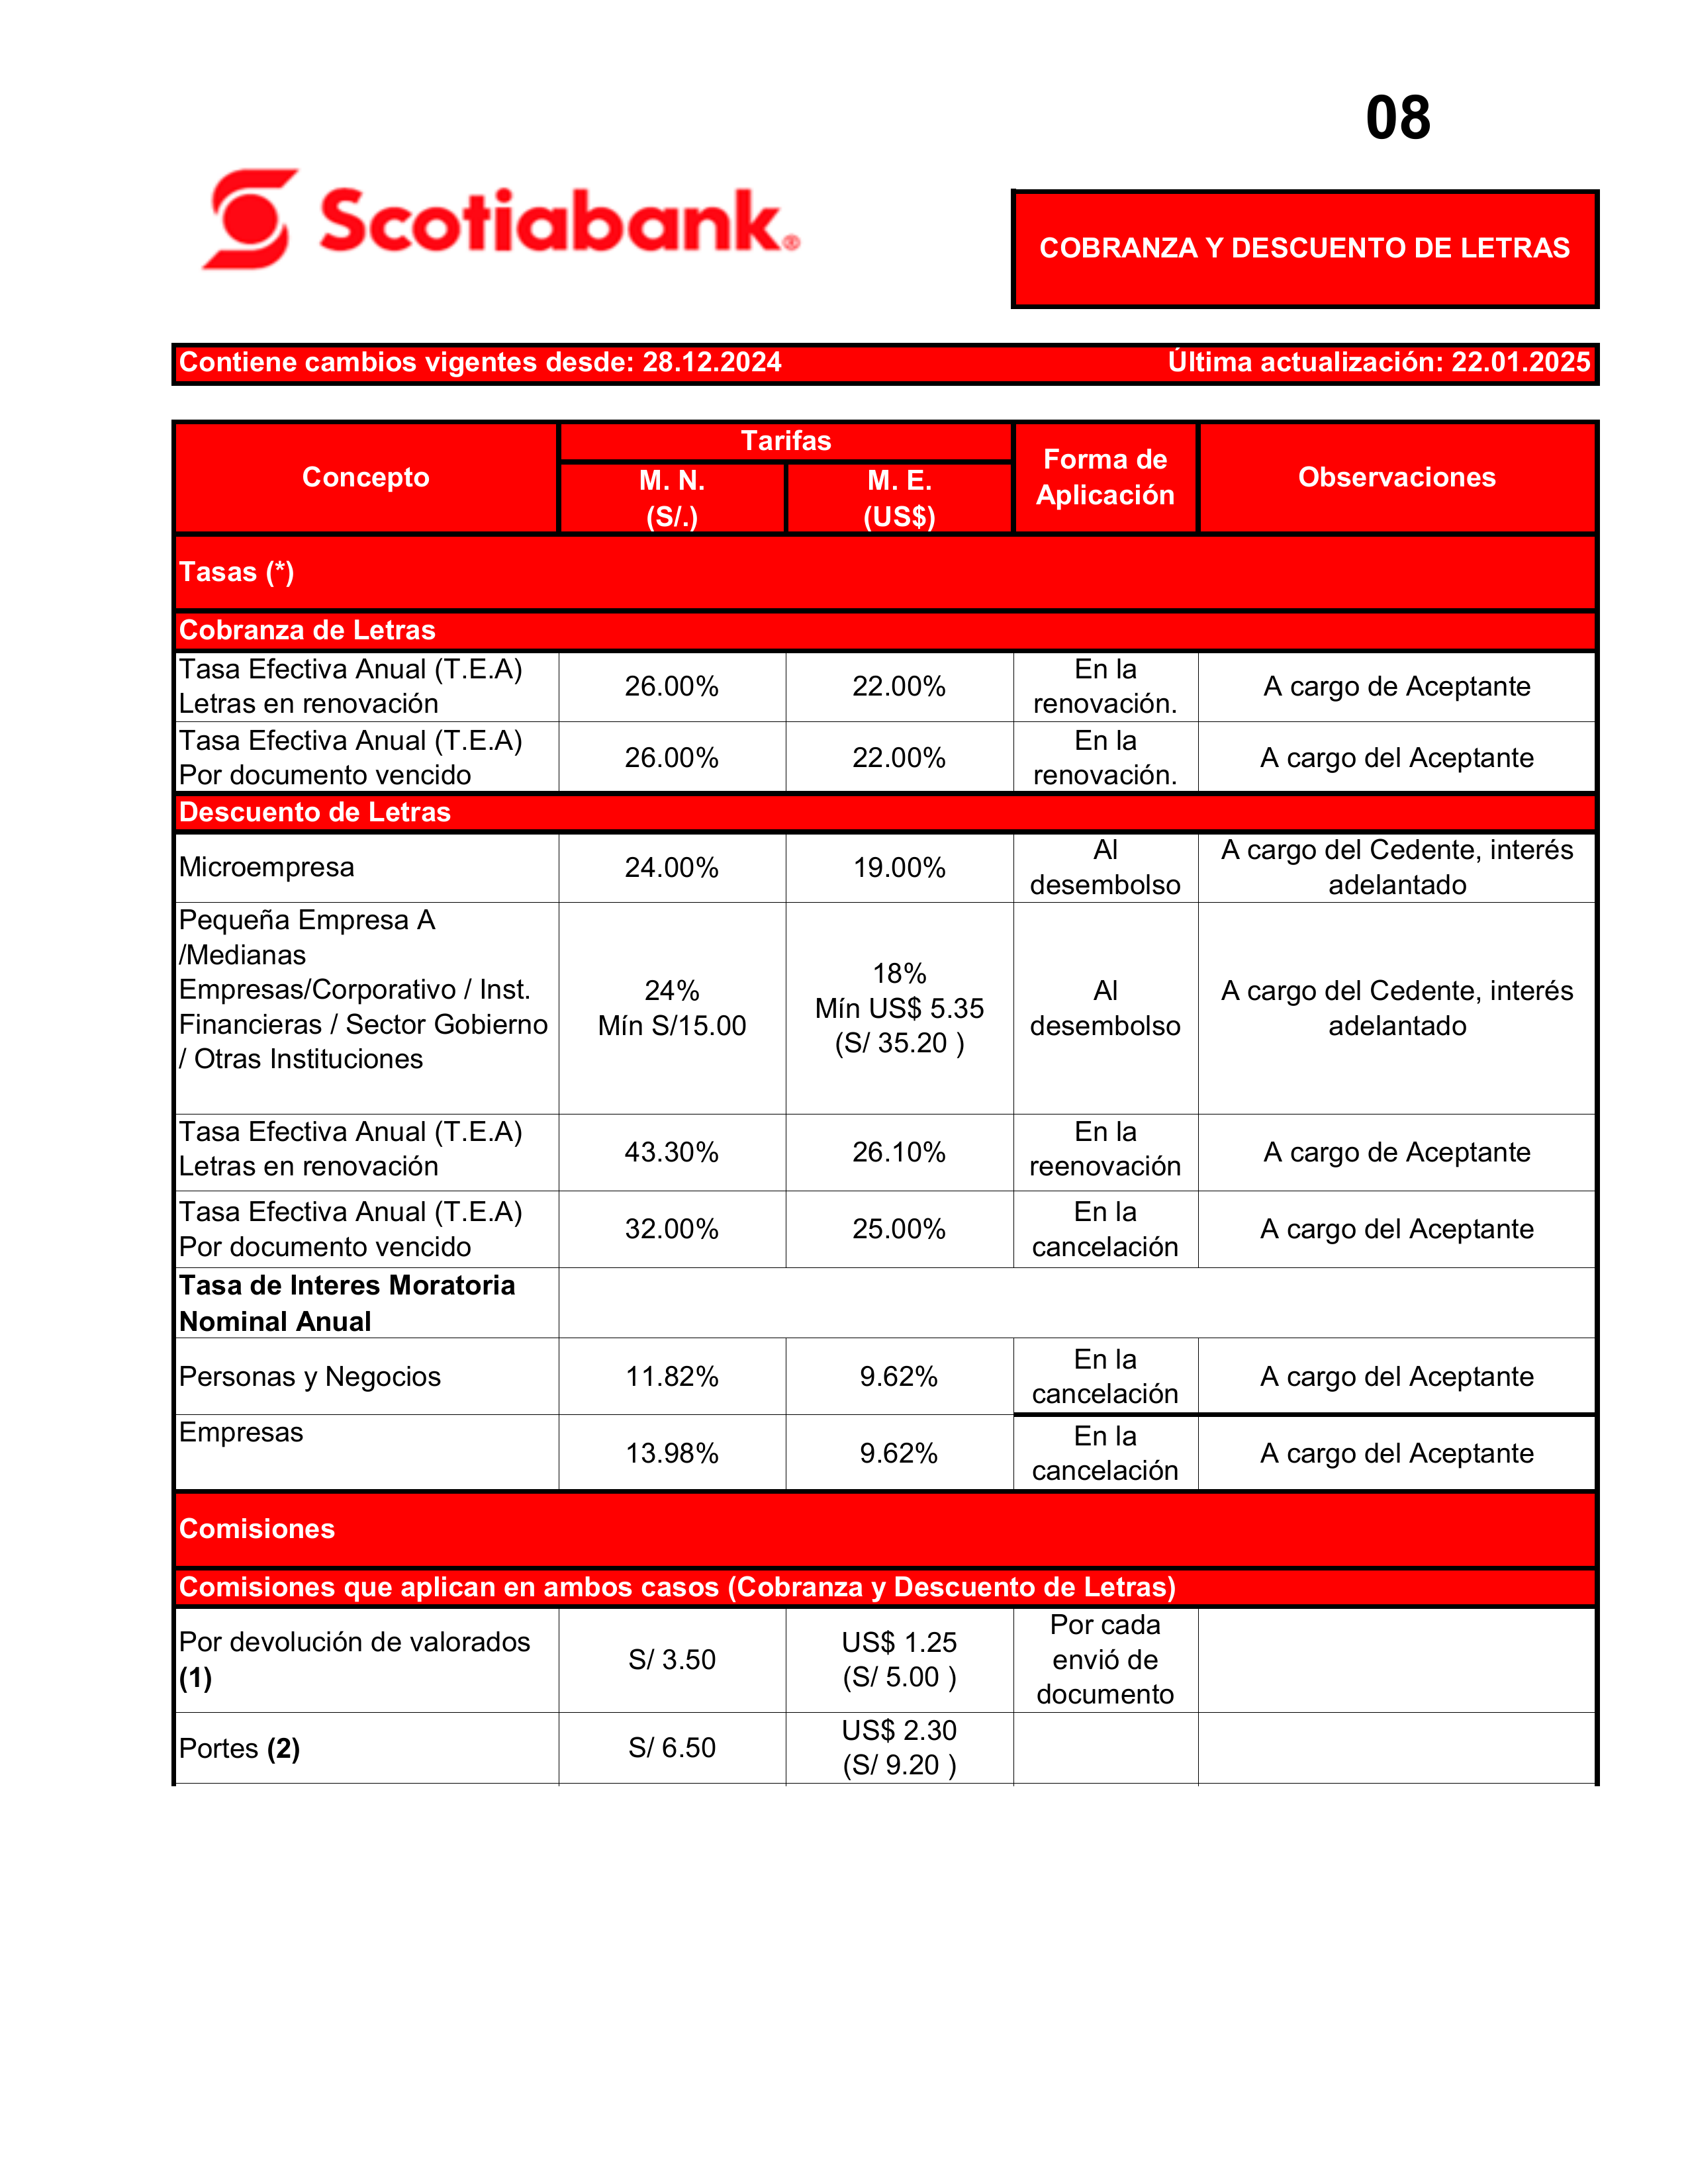 08
Scotiabank®
COBRANZA Y DESCUENTO DE LETRAS
Contiene cambios vigentes desde: 28.12.2024 Última actualización: 22.01.2025
Concepto
Tarifas
M. N.
(S/.)
M. E.
(US$)
Forma de
Aplicación
Observaciones
Tasas (*)
Cobranza de Letras
Tasa Efectiva Anual (T.E.A)
Letras en renovación
26.00%
22.00%
En la
renovación.
A cargo de Aceptante
Tasa Efectiva Anual (T.E.A)
Por documento vencido
26.00%
22.00%
En la
renovación.
A cargo del Aceptante
Descuento de Letras
Microempresa
24.00%
19.00%
Al
desembolso
A cargo del Cedente, interés
adelantado
Pequeña Empresa A
/Medianas
Empresas/Corporativo / Inst.
Financieras / Sector Gobierno
/ Otras Instituciones
24%
Mín S/15.00
18%
Mín US$ 5.35
(S/ 35.20 )
Al
desembolso
A cargo del Cedente, interés
adelantado
Tasa Efectiva Anual (T.E.A)
Letras en renovación
43.30%
26.10%
En la
reenovación
A cargo de Aceptante
Tasa Efectiva Anual (T.E.A)
Por documento vencido
32.00%
25.00%
En la
cancelación
A cargo del Aceptante
Tasa de Interes Moratoria
Nominal Anual
Personas y Negocios
11.82%
9.62%
En la
cancelación
A cargo del Aceptante
Empresas
13.98%
9.62%
En la
cancelación
A cargo del Aceptante
Comisiones
Comisiones que aplican en ambos casos (Cobranza y Descuento de Letras)
Por devolución de valorados
(1)
S/ 3.50
US$ 1.25
(S/ 5.00 )
Por cada
envió de
documento
Portes (2)
S/ 6.50
US$ 2.30
(S/ 9.20 )